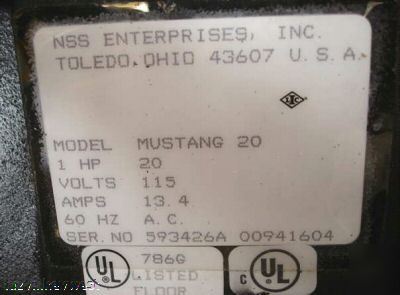 NSS ENTERPRISES, INC.
TOLEDO, OHIO 43607 U.S.A.
MODEL MUSTANG 20
1 HP 20
VOLTS 115
AMPS 13.4
60 HZ A.C.
SER.NO 593426A 00941604
UL 786G c UL
LISTED
FLOOR